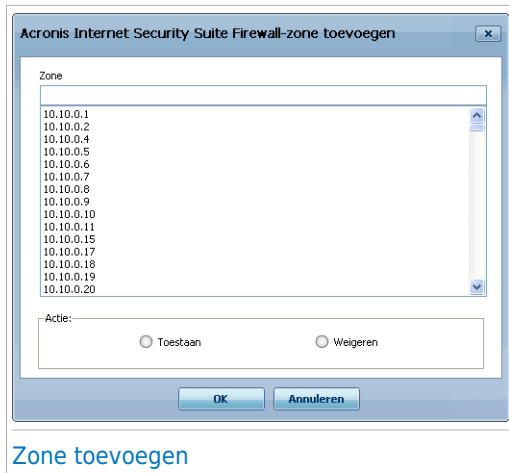 Acronis Internet Security Suite Firewall-zone toevoegen
Zone
10.10.0.1
10.10.0.2
10.10.0.4
10.10.0.5
10.10.0.6
10.10.0.7
10.10.0.8
10.10.0.9
10.10.0.10
10.10.0.11
10.10.0.15
10.10.0.17
10.10.0.18
10.10.0.19
10.10.0.20
Actie:
Toestaan Weigeren
OK Annuleren
Zone toevoegen